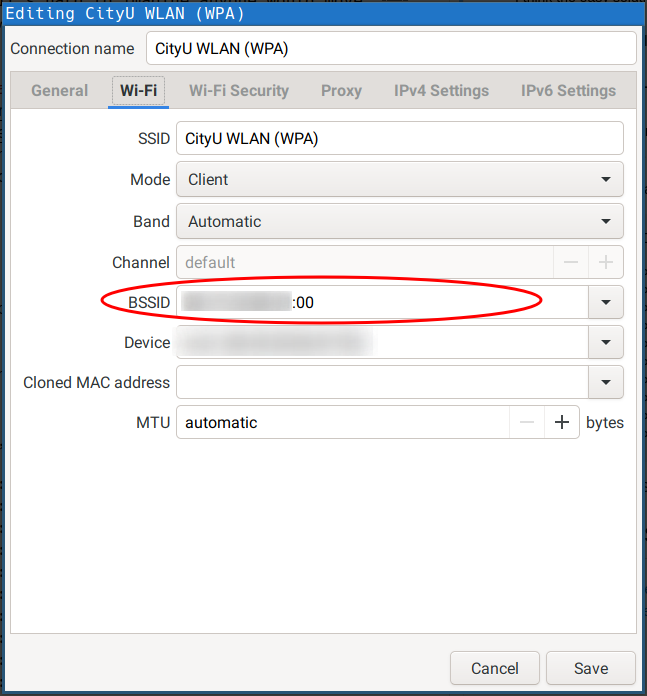 Editing CityU WLAN (WPA)
Connection name CityU WLAN (WPA)
General Wi-Fi Wi-Fi Security Proxy IPv4 Settings IPv6 Settings
SSID CityU WLAN (WPA)
Mode Client
Band Automatic
Channel default
BSSID :00
Device
Cloned MAC address
MTU automatic bytes
Cancel Save